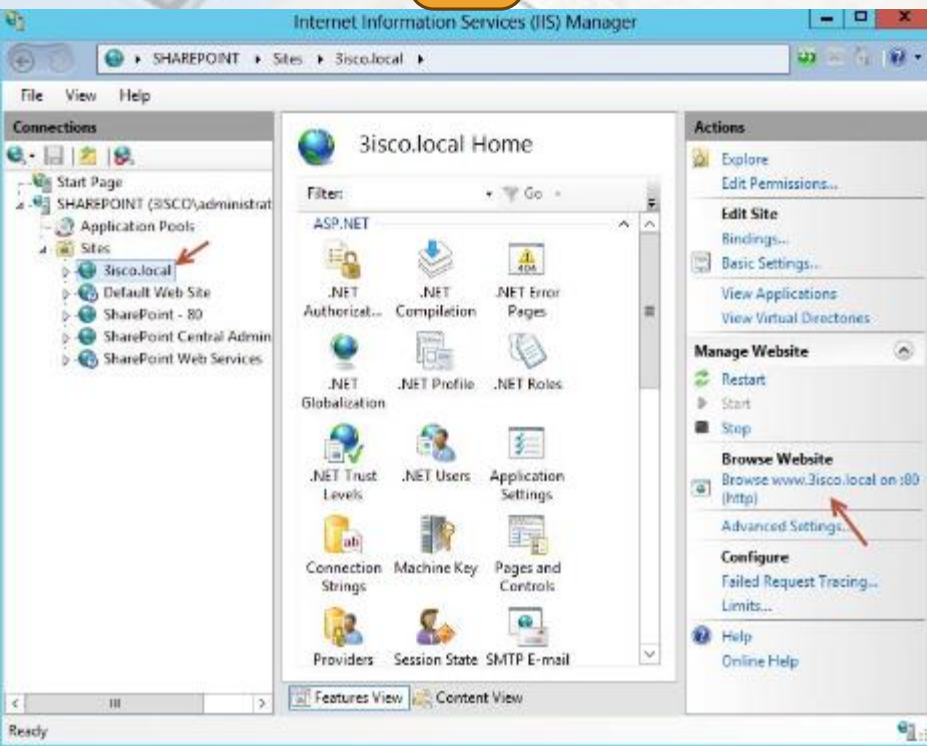 Internet Information Services (IIS) Manager
SHAREPOINT
Sites
3isco.local
File
View
Help
Connections
Start Page
SHAREPOINT (3ISCO\administrat
Application Pools
Sites
3isco.local
Default Web Site
SharePoint - 80
SharePoint Central Admin
SharePoint Web Services
3isco.local Home
Filter:
Go
ASP.NET
.NET Authorizat...
.NET Compilation
.NET Error Pages
.NET Globalization
.NET Profile
.NET Roles
.NET Trust Levels
.NET Users
Application Settings
Connection Strings
Machine Key
Pages and Controls
Providers
Session State
SMTP E-mail
Features View
Content View
Actions
Explore
Edit Permissions...
Edit Site
Bindings...
Basic Settings...
View Applications
View Virtual Directories
Manage Website
Restart
Start
Stop
Browse Website
Browse www.3isco.local on :80
(http)
Advanced Settings...
Configure
Failed Request Tracing...
Limits...
Help
Online Help
Ready